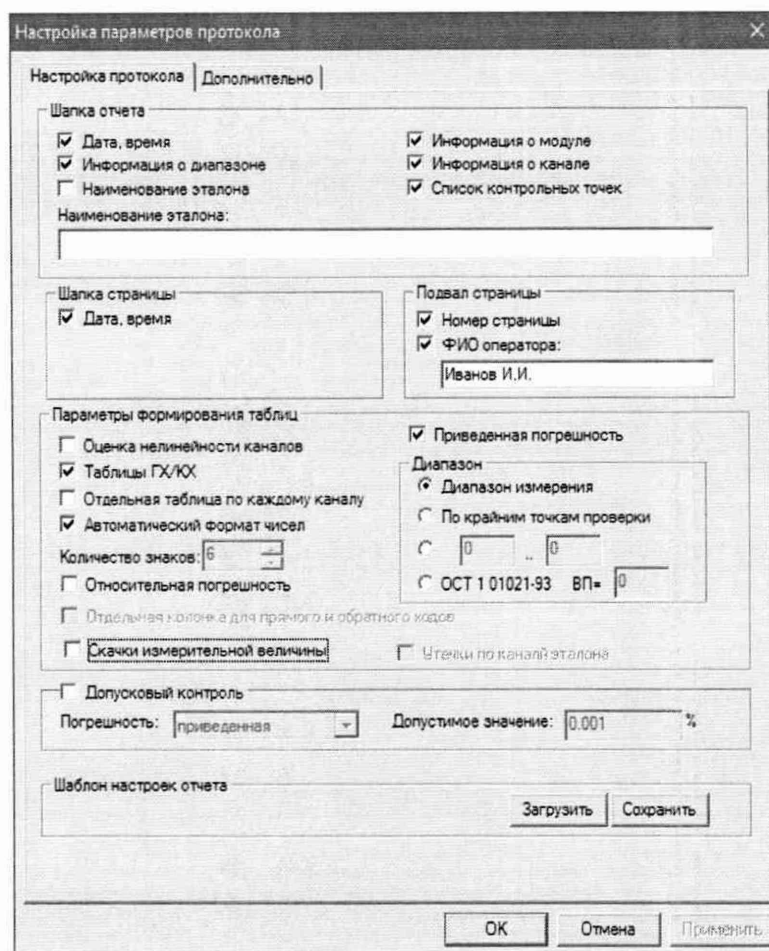 Настройка параметров протокола
Настройка протокола
Дополнительно
Шапка отчета
Дата, время
Информация о модуле
Информация о диапазоне
Информация о канале
Наименование эталона
Список контрольных точек
Наименование эталона:
Шапка страницы
Дата, время
Подвал страницы
Номер страницы
ФИО оператора:
Иванов И.И.
Параметры формирования таблиц
Оценка нелинейности каналов
Таблицы ГХ/КХ
Отдельная таблица по каждому каналу
Автоматический формат чисел
Количество знаков: 6
Относительная погрешность
Приведенная погрешность
Диапазон
Диапазон измерения
По крайним точкам проверки
0 .. 0
ОСТ 1 01021-93 ВП= 0
Отдельная колонка для прямого и обратного ходов
Скачки измерительной величины
Утечки по каналй эталона
Допусковый контроль
Погрешность: приведенная
Допустимое значение: 0.001 %
Шаблон настроек отчета
Загрузить
Сохранить
OK
Отмена
Применить